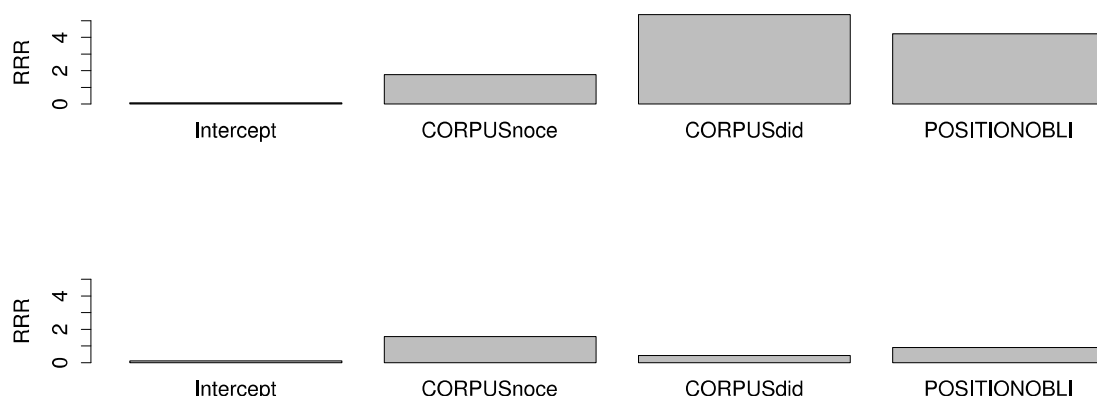 RRR
0 2 4
Intercept CORPUSnoce CORPUSdid POSITIONOBLI
RRR
0 2 4
Intercept CORPUSnoce CORPUSdid POSITIONOBLI